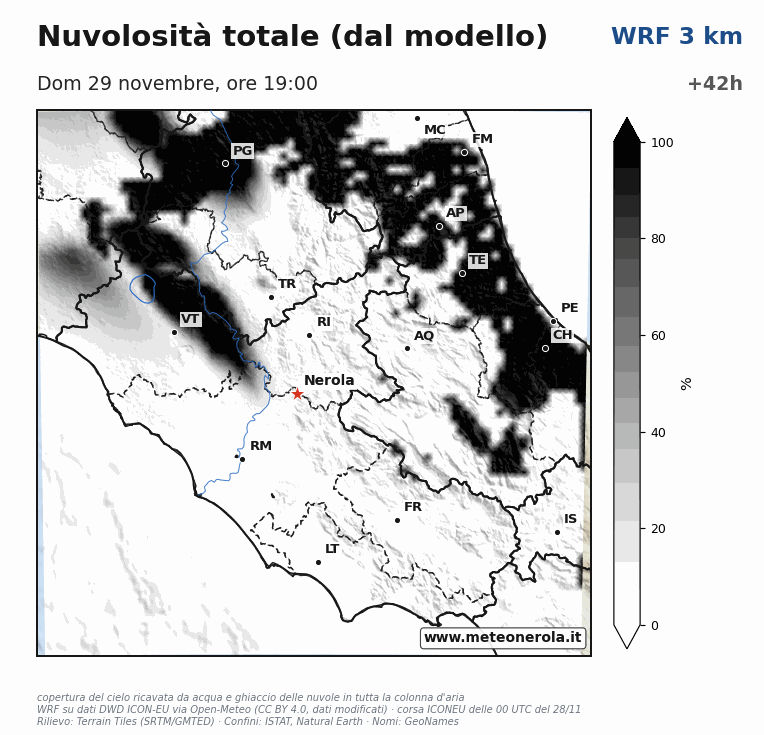 Nuvolosità totale (dal modello)
WRF 3 km
Dom 29 novembre, ore 19:00
+42h
MC
FM
PG
AP
TE
TR
PE
VT
RI
AQ
CH
Nerola
RM
FR
IS
LT
www.meteonerola.it
100
80
60
40
20
0
%
copertura del cielo ricavata da acqua e ghiaccio delle nuvole in tutta la colonna d'aria
WRF su dati DWD ICON-EU via Open-Meteo (CC BY 4.0, dati modificati) · corsa ICONEU delle 00 UTC del 28/11
Rilievo: Terrain Tiles (SRTM/GMTED) · Confini: ISTAT, Natural Earth · Nomi: GeoNames